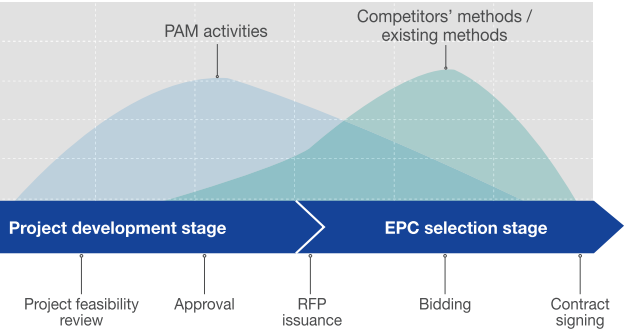 PAM activities
Competitors’ methods /
existing methods
Project development stage
EPC selection stage
Project feasibility
review
Approval
RFP
issuance
Bidding
Contract
signing